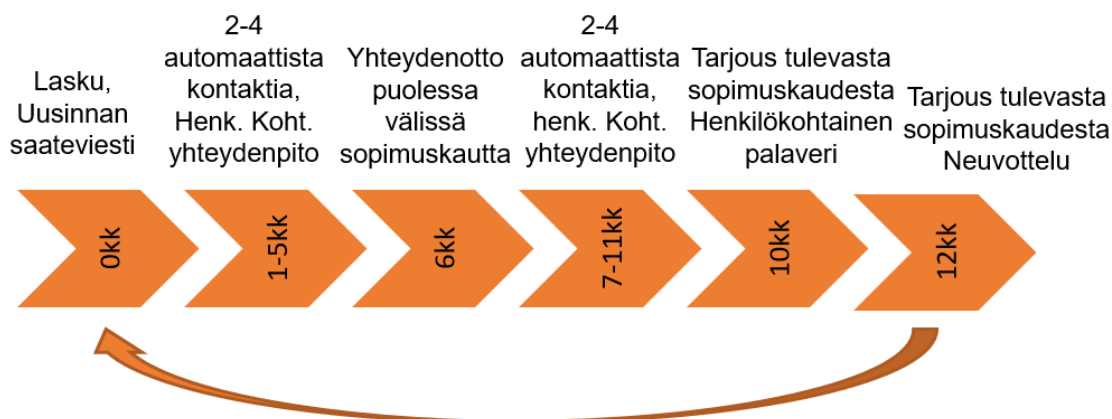 Lasku,
Uusinnan
saateviesti
2-4
automaattista
kontaktia,
Henk. Koht.
yhteydenpito
Yhteydenotto
puolessa
välissä
sopimuskautta
2-4
automaattista
kontaktia,
henk. Koht.
yhteydenpito
Tarjous tulevasta
sopimuskaudesta
Henkilökohtainen
palaveri
Tarjous tulevasta
sopimuskaudesta
Neuvottelu
0kk
1-5kk
6kk
7-11kk
10kk
12kk